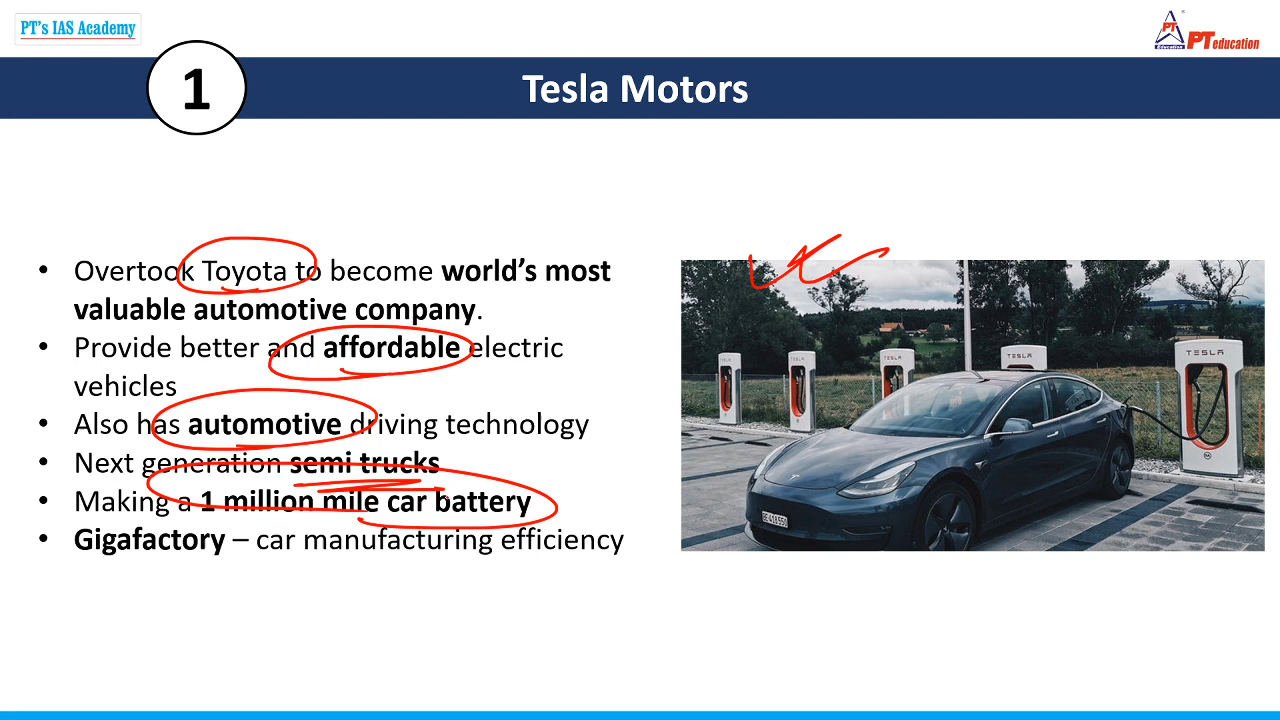 PT's IAS Academy
PT
Education
PT education
1
Tesla Motors
• Overtook Toyota to become world's most
valuable automotive company.
• Provide better and affordable electric
vehicles
• Also has automotive driving technology
• Next generation semi trucks
• Making a 1 million mile car battery
• Gigafactory – car manufacturing efficiency
TESLA
TESLA